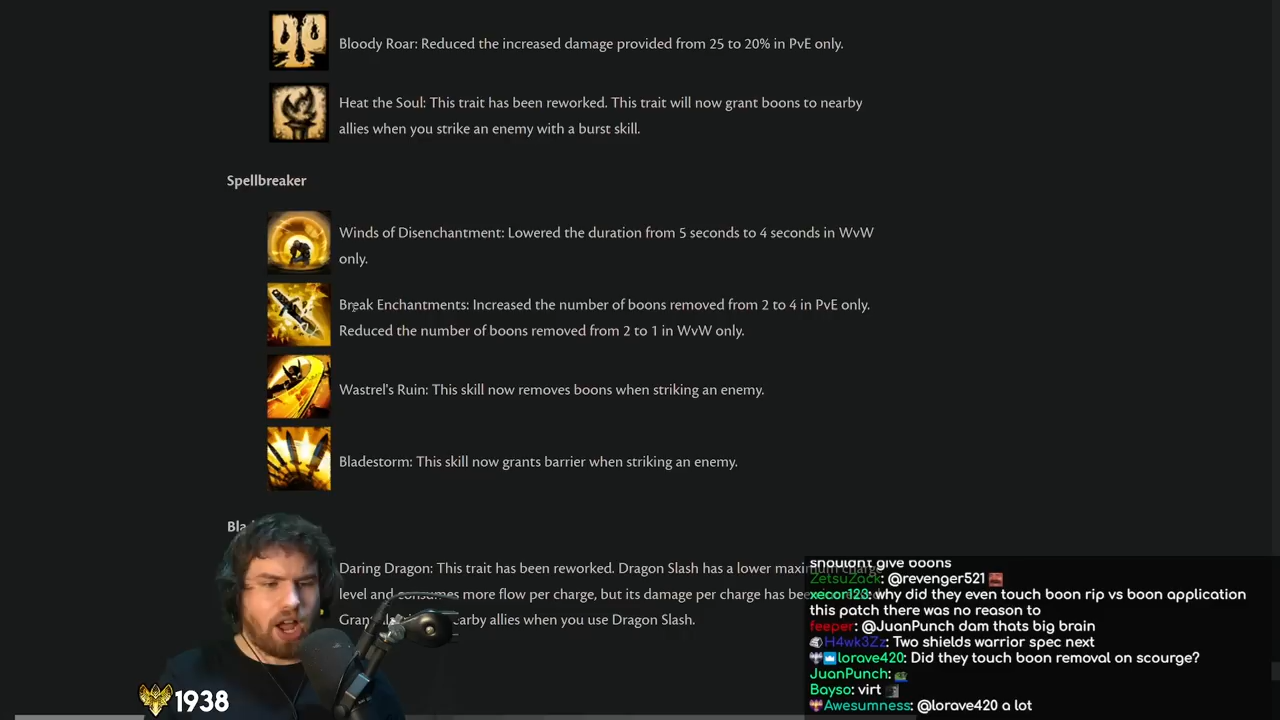 Bloody Roar: Reduced the increased damage provided from 25 to 20% in PvE only.
Heat the Soul: This trait has been reworked. This trait will now grant boons to nearby
allies when you strike an enemy with a burst skill.
Spellbreaker
Winds of Disenchantment: Lowered the duration from 5 seconds to 4 seconds in WvW
only.
Break Enchantments: Increased the number of boons removed from 2 to 4 in PvE only.
Reduced the number of boons removed from 2 to 1 in WvW only.
Wastrel's Ruin: This skill now removes boons when striking an enemy.
Bladestorm: This skill now grants barrier when striking an enemy.
Daring Dragon: This trait has been reworked. Dragon Slash has a lower maximum charge
level and consumes more flow per charge, but its damage per charge has been
nearby allies when you use Dragon Slash.
shouldnt give boons
ZetsuZack: @revenger521
xecor123: why did they even touch boon rip vs boon application
this patch there was no reason to
feeper: @JuanPunch dam thats big brain
H4wk3Zz: Two shields warrior spec next
lorave420: Did they touch boon removal on scourge?
JuanPunch:
Bayso: virt
Awesumness: @lorave420 a lot
1938